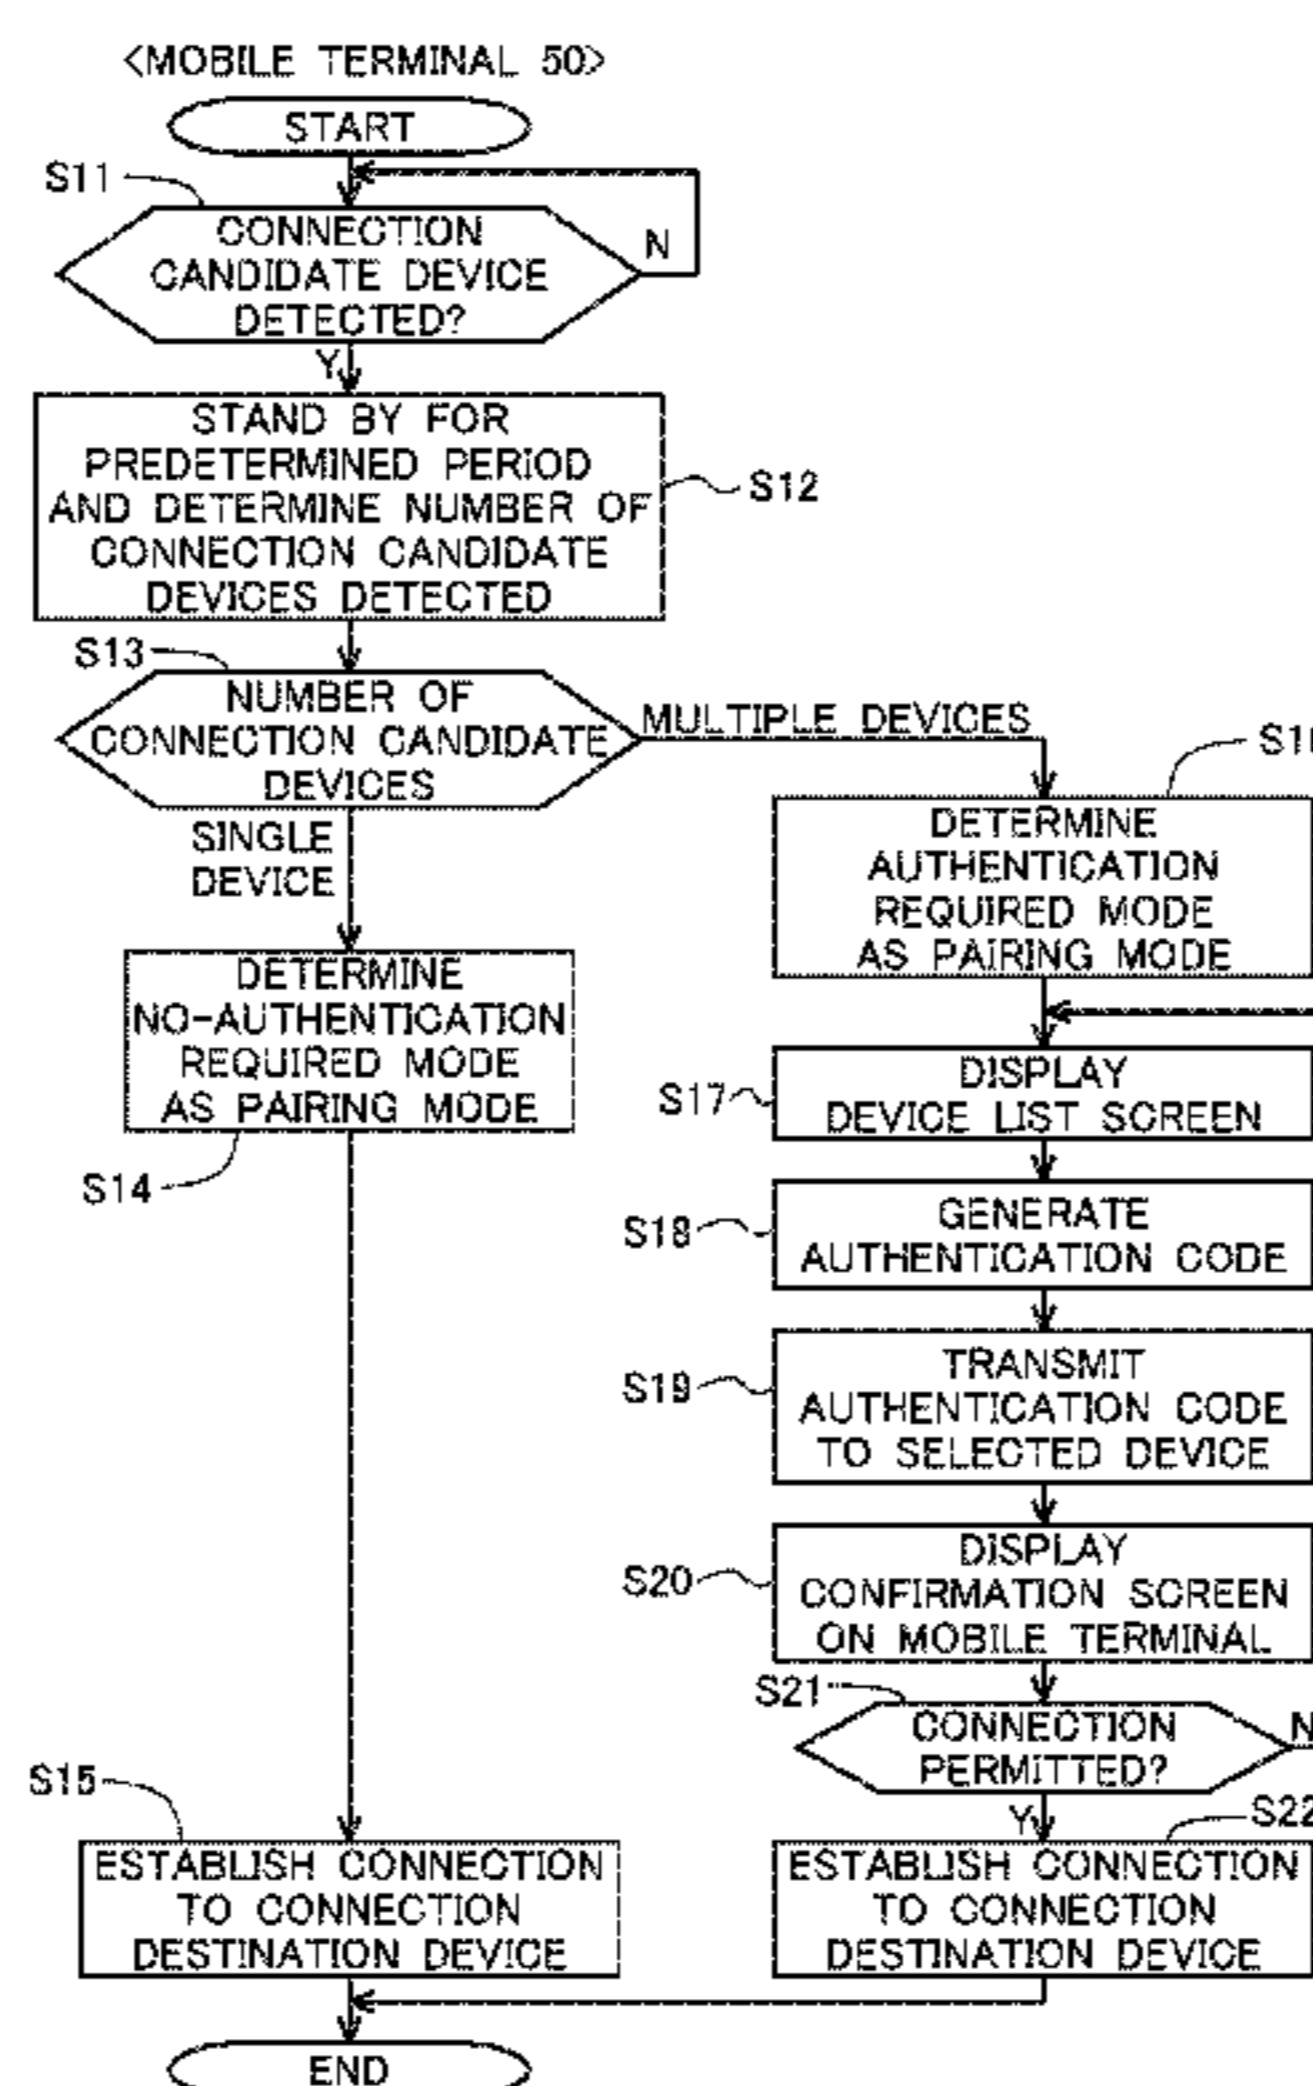 <MOBILE TERMINAL 50>
START
S11
CONNECTION
CANDIDATE DEVICE
DETECTED?
N
Y
STAND BY FOR
PREDETERMINED PERIOD
AND DETERMINE NUMBER OF
CONNECTION CANDIDATE
DEVICES DETECTED
S12
S13
NUMBER OF
CONNECTION CANDIDATE
DEVICES
MULTIPLE DEVICES
SINGLE
DEVICE
DETERMINE
NO-AUTHENTICATION
REQUIRED MODE
AS PAIRING MODE
S14
S15
ESTABLISH CONNECTION
TO CONNECTION
DESTINATION DEVICE
DETERMINE
AUTHENTICATION
REQUIRED MODE
AS PAIRING MODE
S17
DISPLAY
DEVICE LIST SCREEN
S18
GENERATE
AUTHENTICATION CODE
S19
TRANSMIT
AUTHENTICATION CODE
TO SELECTED DEVICE
S20
DISPLAY
CONFIRMATION SCREEN
ON MOBILE TERMINAL
S21
CONNECTION
PERMITTED?
N
Y
S22
ESTABLISH CONNECTION
TO CONNECTION
DESTINATION DEVICE
END